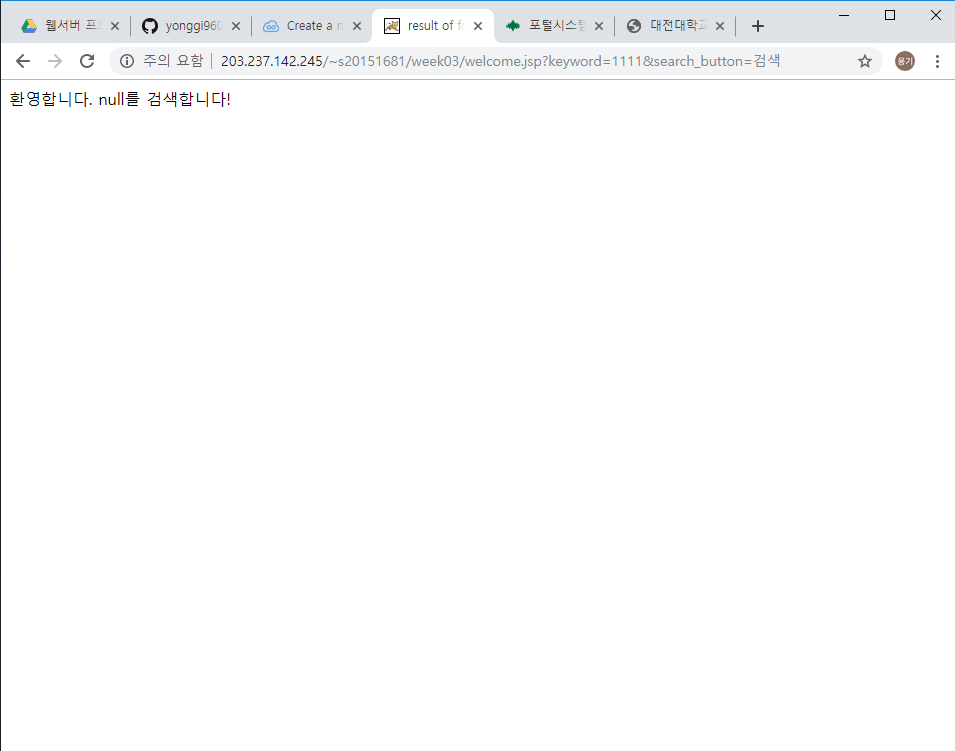 웹서버 프
yonggi960
Create a n
result of fo
포털시스템
대전대학교
주의 요함
203.237.142.245/~s20151681/week03/welcome.jsp?keyword=1111&search_button=검색
용기
환영합니다. null를 검색합니다!